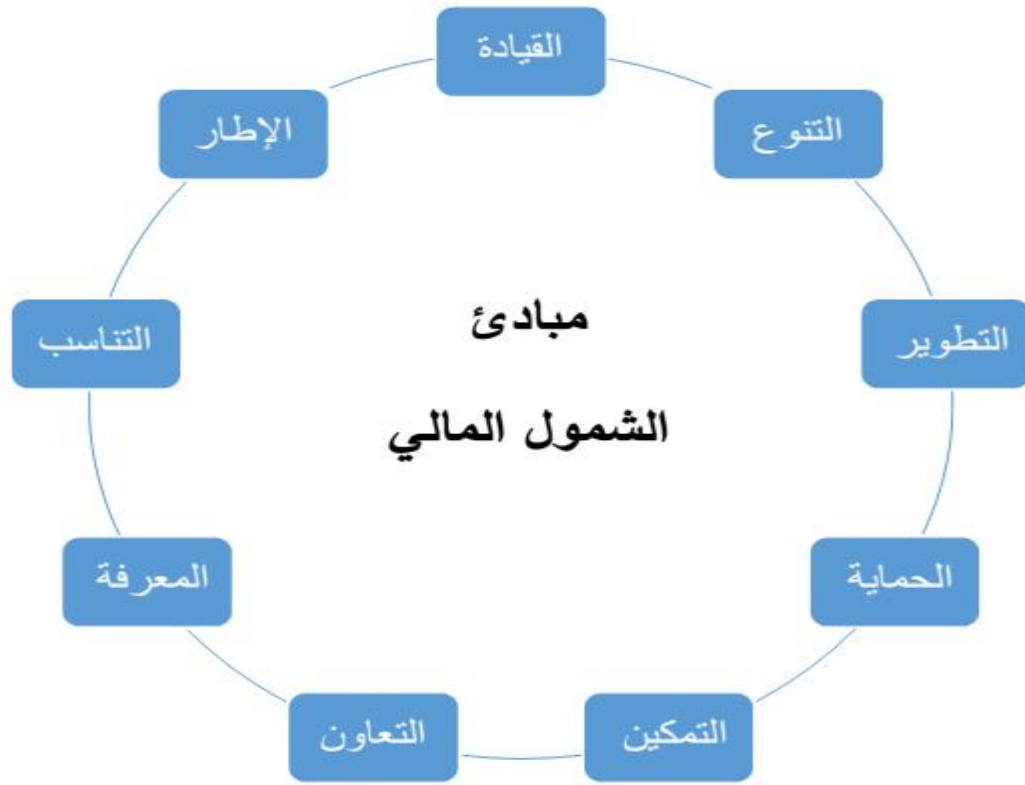 القيادة
التنوع
التطوير
الحماية
التمكين
التعاون
المعرفة
التناسب
الإطار
مبادئ
الشمول المالي